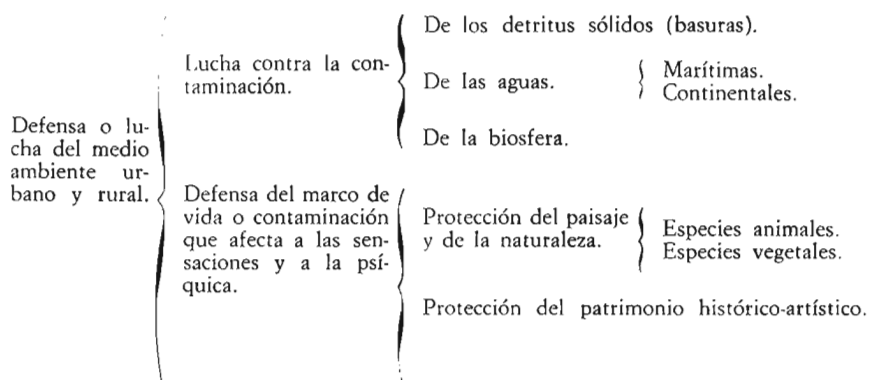 Defensa o lu-
cha del medio
ambiente ur-
bano y rural.
Lucha contra la con-
taminación.
De los detritus sólidos (basuras).
De las aguas.
Marítimas.
Continentales.
De la biosfera.
Defensa del marco de
vida o contaminación
que afecta a las sen-
saciones y a la psí-
quica.
Protección del paisaje
y de la naturaleza.
Especies animales.
Especies vegetales.
Protección del patrimonio histórico-artístico.